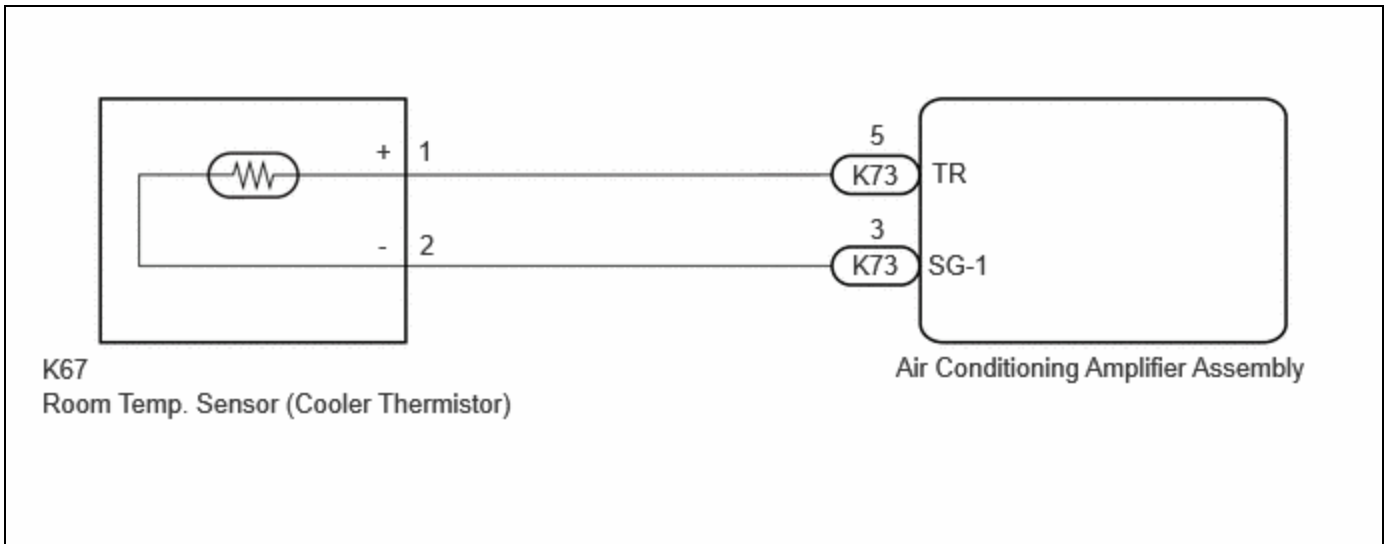 + 1
5
K73 TR
- 2
3
K73 SG-1
K67
Room Temp. Sensor (Cooler Thermistor)
Air Conditioning Amplifier Assembly